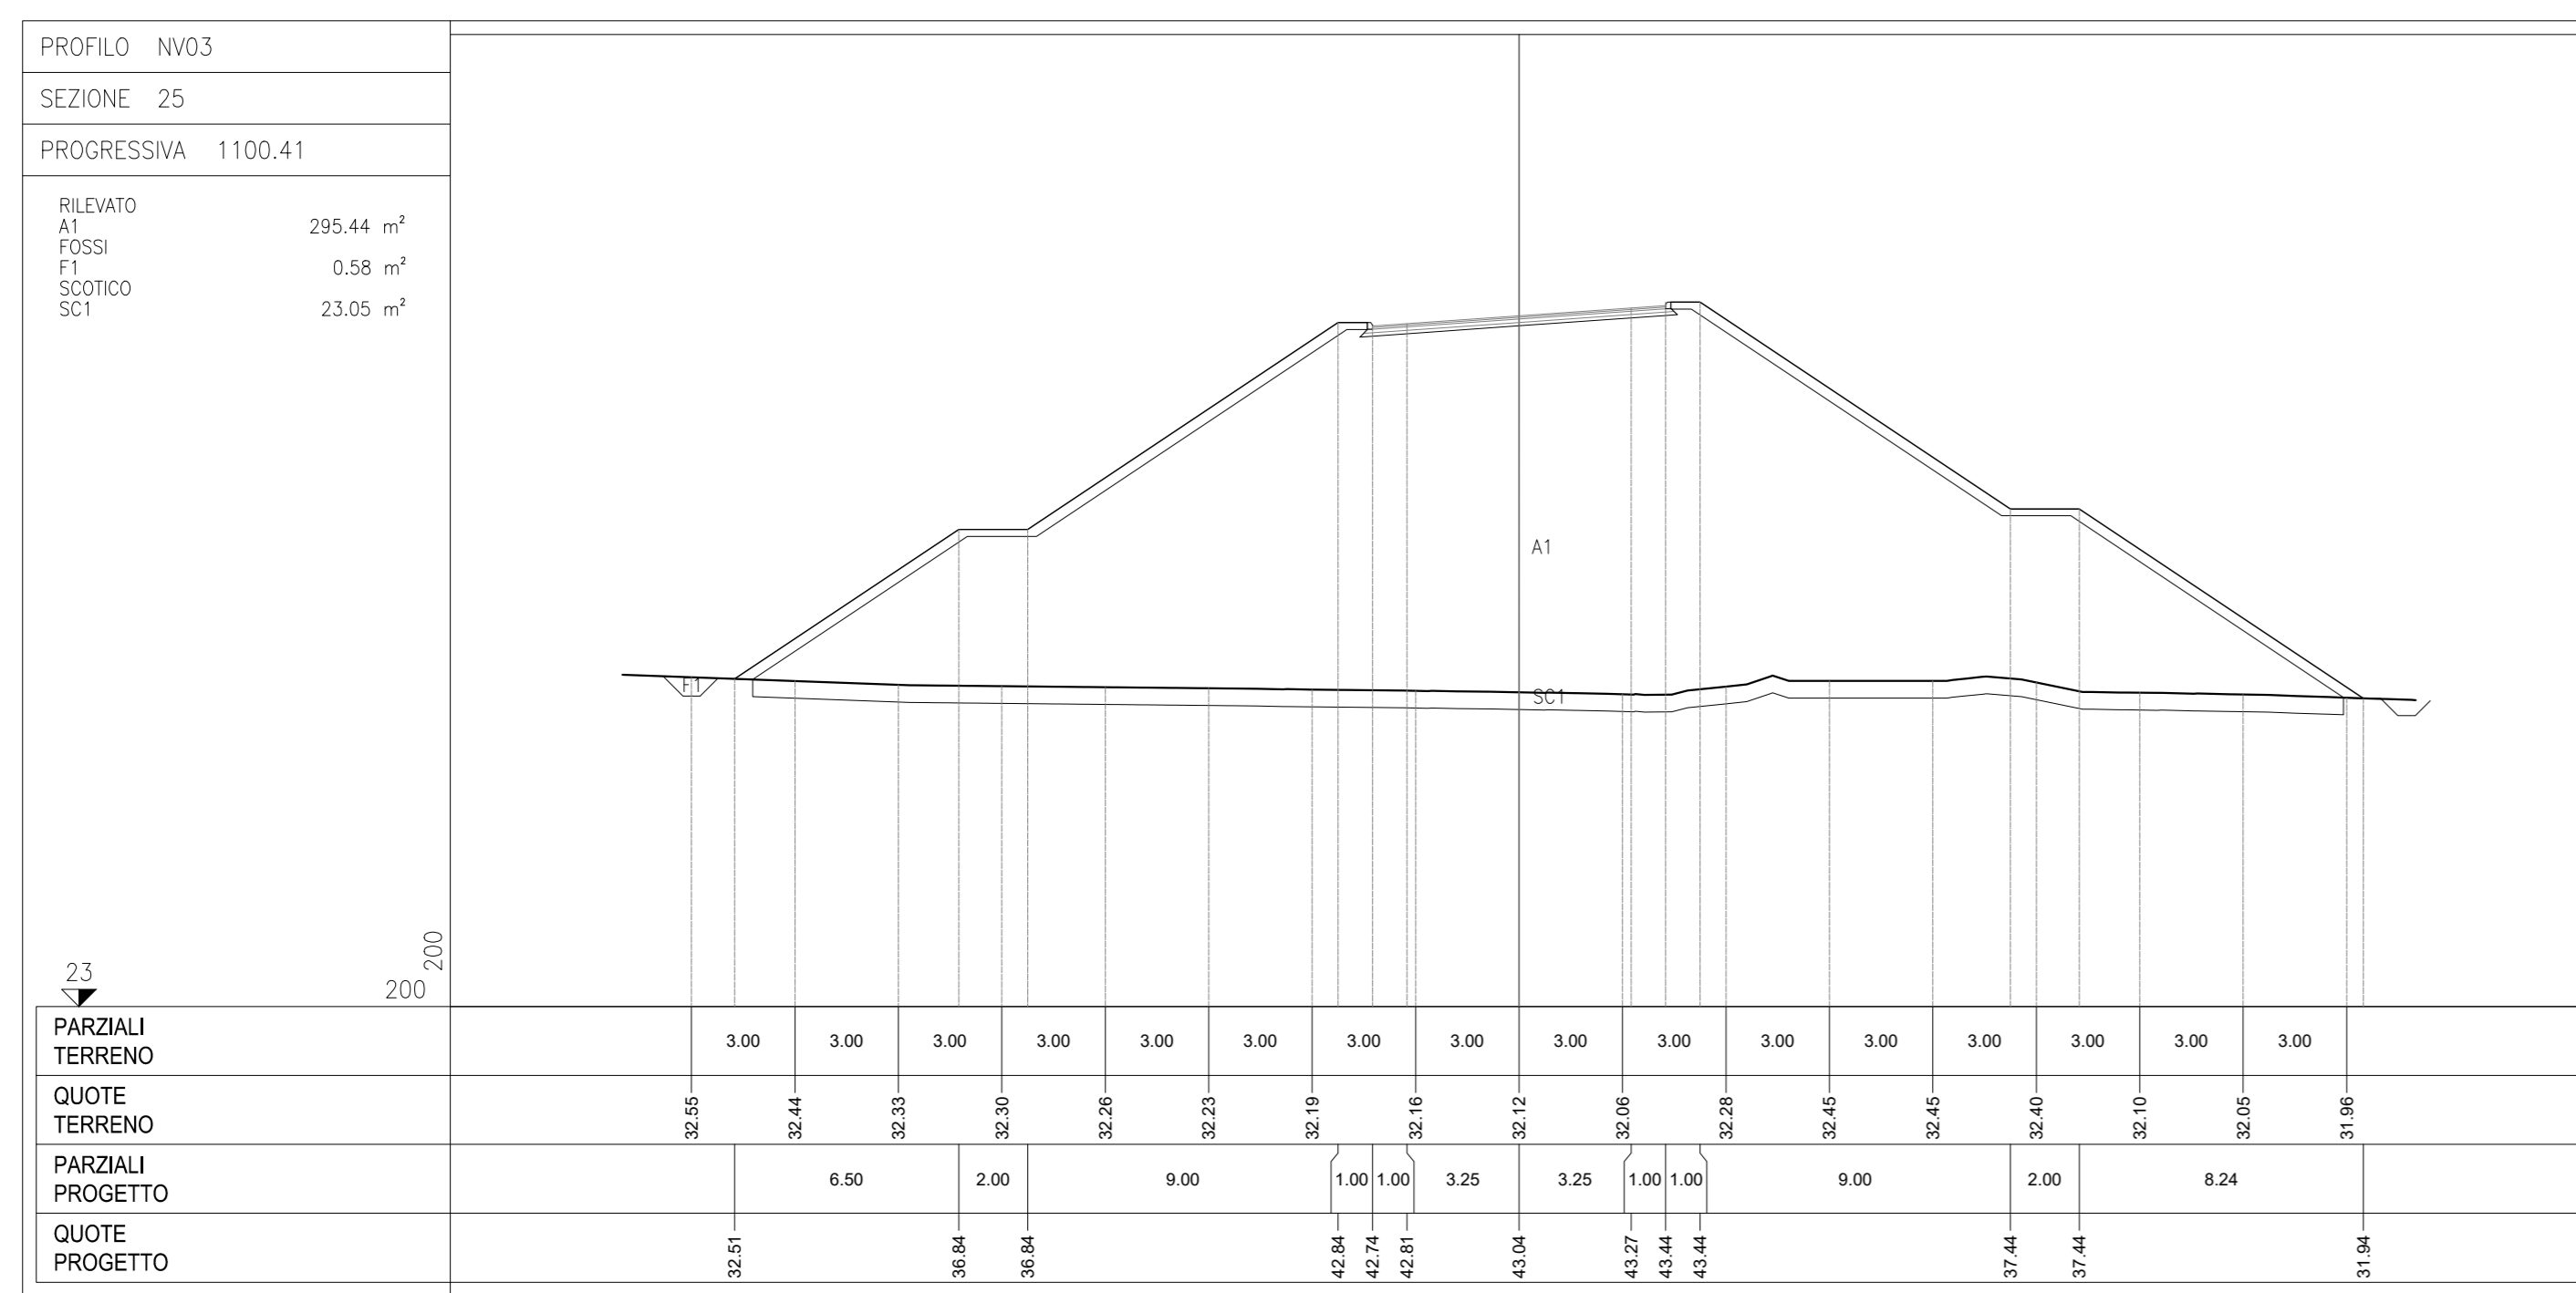 PROFILO NV03
SEZIONE 25
PROGRESSIVA 1100.41
RILEVATO
A1 295.44 m²
FOSSI
F1 0.58 m²
SCOTICO
SC1 23.05 m²
A1
F1
SC1
23
200
200
PARZIALI
TERRENO
3.00 3.00 3.00 3.00 3.00 3.00 3.00 3.00 3.00 3.00 3.00 3.00 3.00 3.00 3.00 3.00
QUOTE
TERRENO
32.55 32.44 32.33 32.30 32.26 32.23 32.19 32.16 32.12 32.06 32.28 32.45 32.45 32.40 32.10 32.05 31.96
PARZIALI
PROGETTO
6.50 2.00 9.00 1.00 1.00 3.25 3.25 1.00 1.00 9.00 2.00 8.24
QUOTE
PROGETTO
32.51 36.84 36.84 42.84 42.74 42.81 43.04 43.27 43.44 43.44 37.44 37.44 31.94